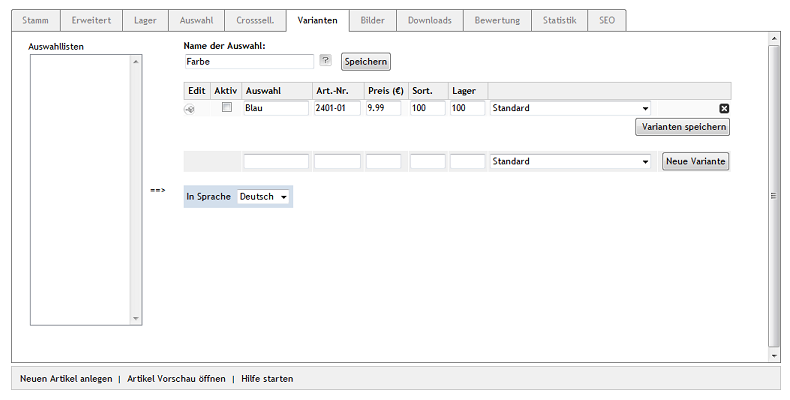 Stamm Erweitert Lager Auswahl Crosssell. Varianten Bilder Downloads Bewertung Statistik SEO
Auswahllisten
Name der Auswahl:
Farbe ? Speichern
Edit Aktiv Auswahl Art.-Nr. Preis (€) Sort. Lager
Blau 2401-01 9.99 100 100 Standard
Varianten speichern
Standard Neue Variante
==>
In Sprache Deutsch
Neuen Artikel anlegen | Artikel Vorschau öffnen | Hilfe starten